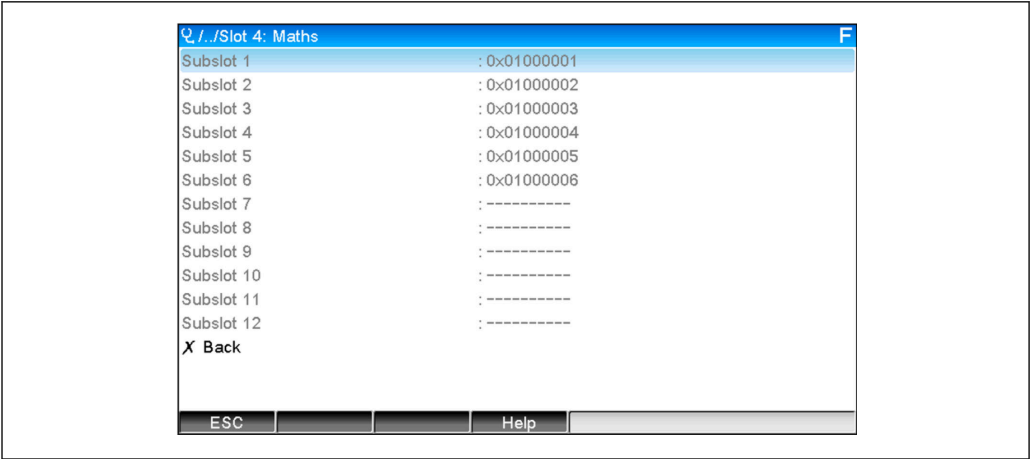 /../Slot 4: Maths F
Subslot 1 : 0x01000001
Subslot 2 : 0x01000002
Subslot 3 : 0x01000003
Subslot 4 : 0x01000004
Subslot 5 : 0x01000005
Subslot 6 : 0x01000006
Subslot 7 : ----------
Subslot 8 : ----------
Subslot 9 : ----------
Subslot 10 : ----------
Subslot 11 : ----------
Subslot 12 : ----------
X Back
ESC Help